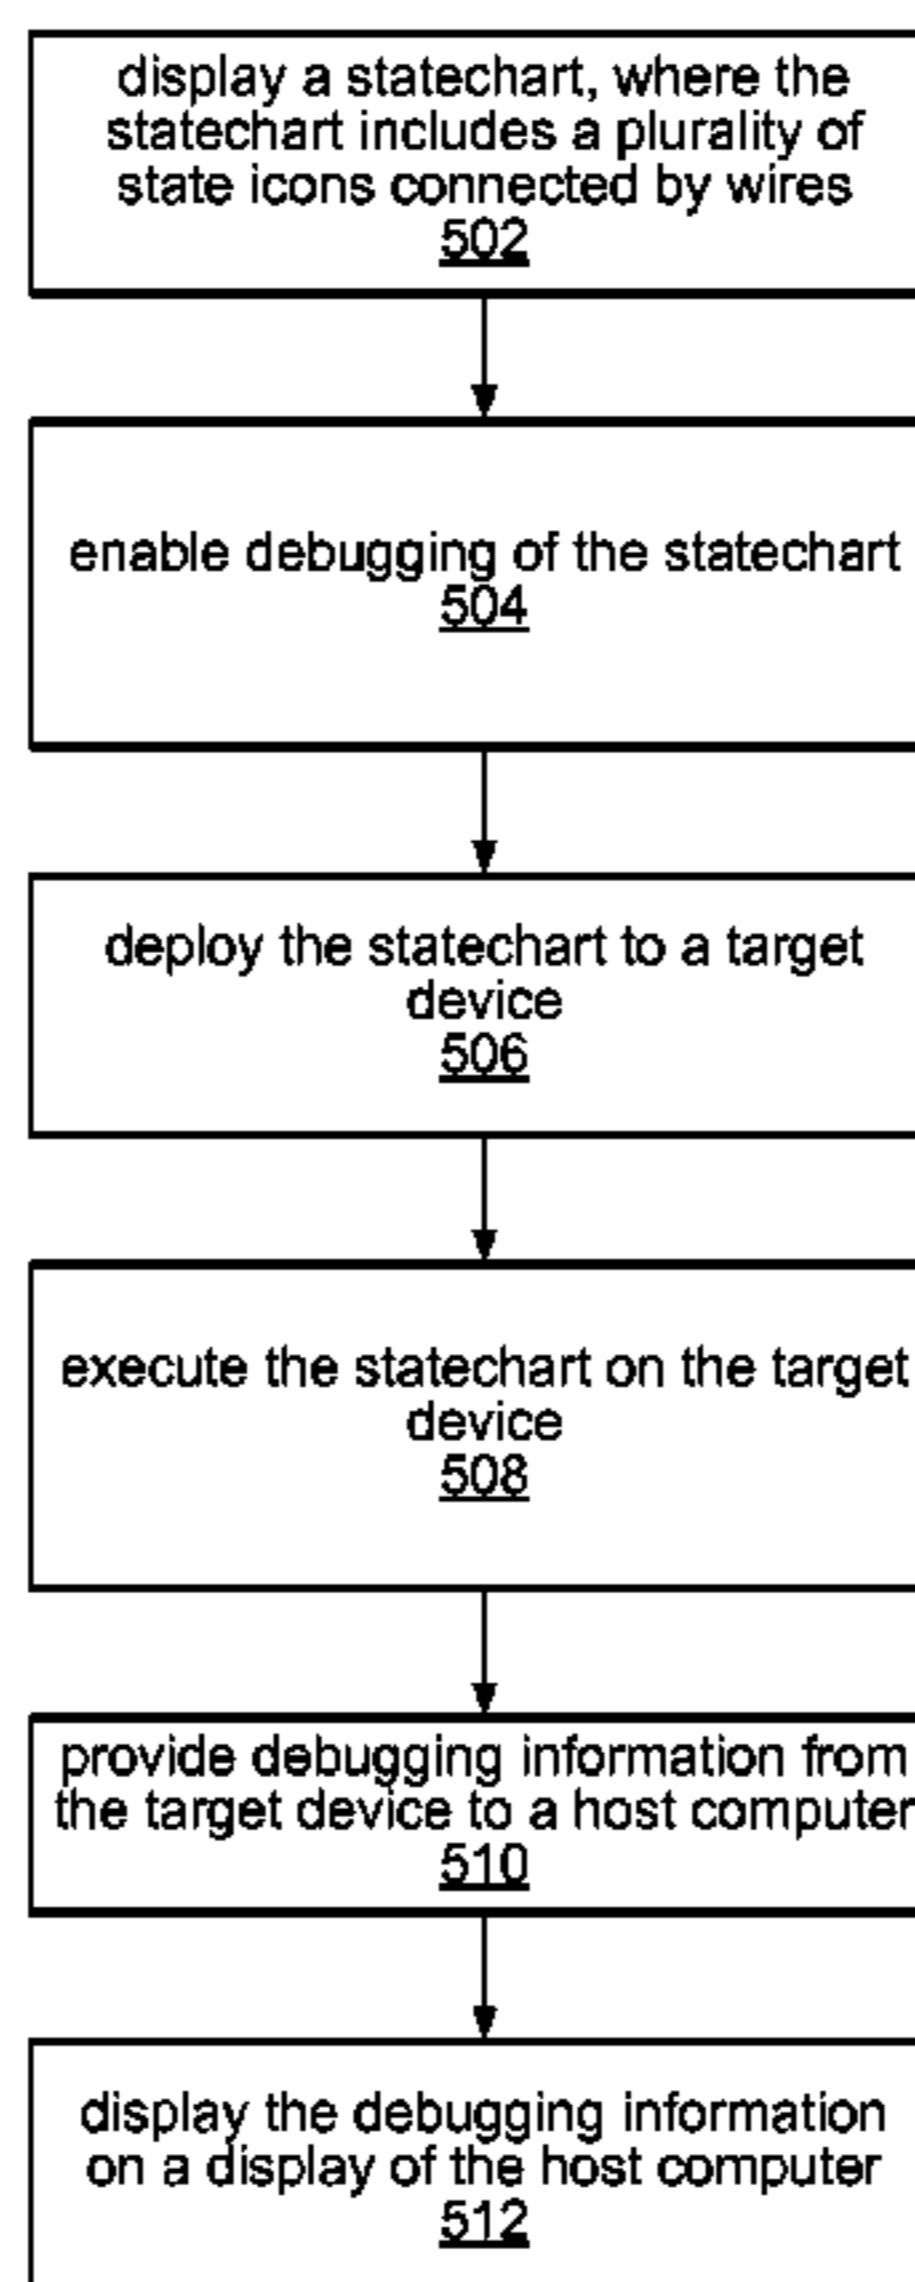 display a statechart, where the
statechart includes a plurality of
state icons connected by wires
502
enable debugging of the statechart
504
deploy the statechart to a target
device
506
execute the statechart on the target
device
508
provide debugging information from
the target device to a host computer
510
display the debugging information
on a display of the host computer
512